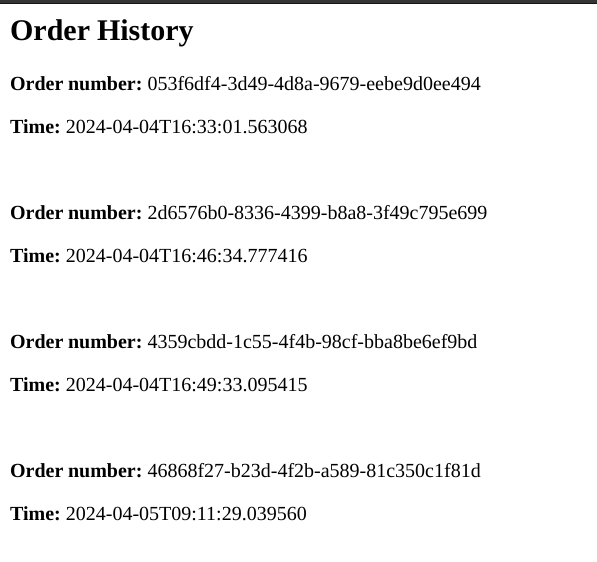 Order History
Order number: 053f6df4-3d49-4d8a-9679-eebe9d0ee494
Time: 2024-04-04T16:33:01.563068
Order number: 2d6576b0-8336-4399-b8a8-3f49c795e699
Time: 2024-04-04T16:46:34.777416
Order number: 4359cbdd-1c55-4f4b-98cf-bba8be6ef9bd
Time: 2024-04-04T16:49:33.095415
Order number: 46868f27-b23d-4f2b-a589-81c350c1f81d
Time: 2024-04-05T09:11:29.039560